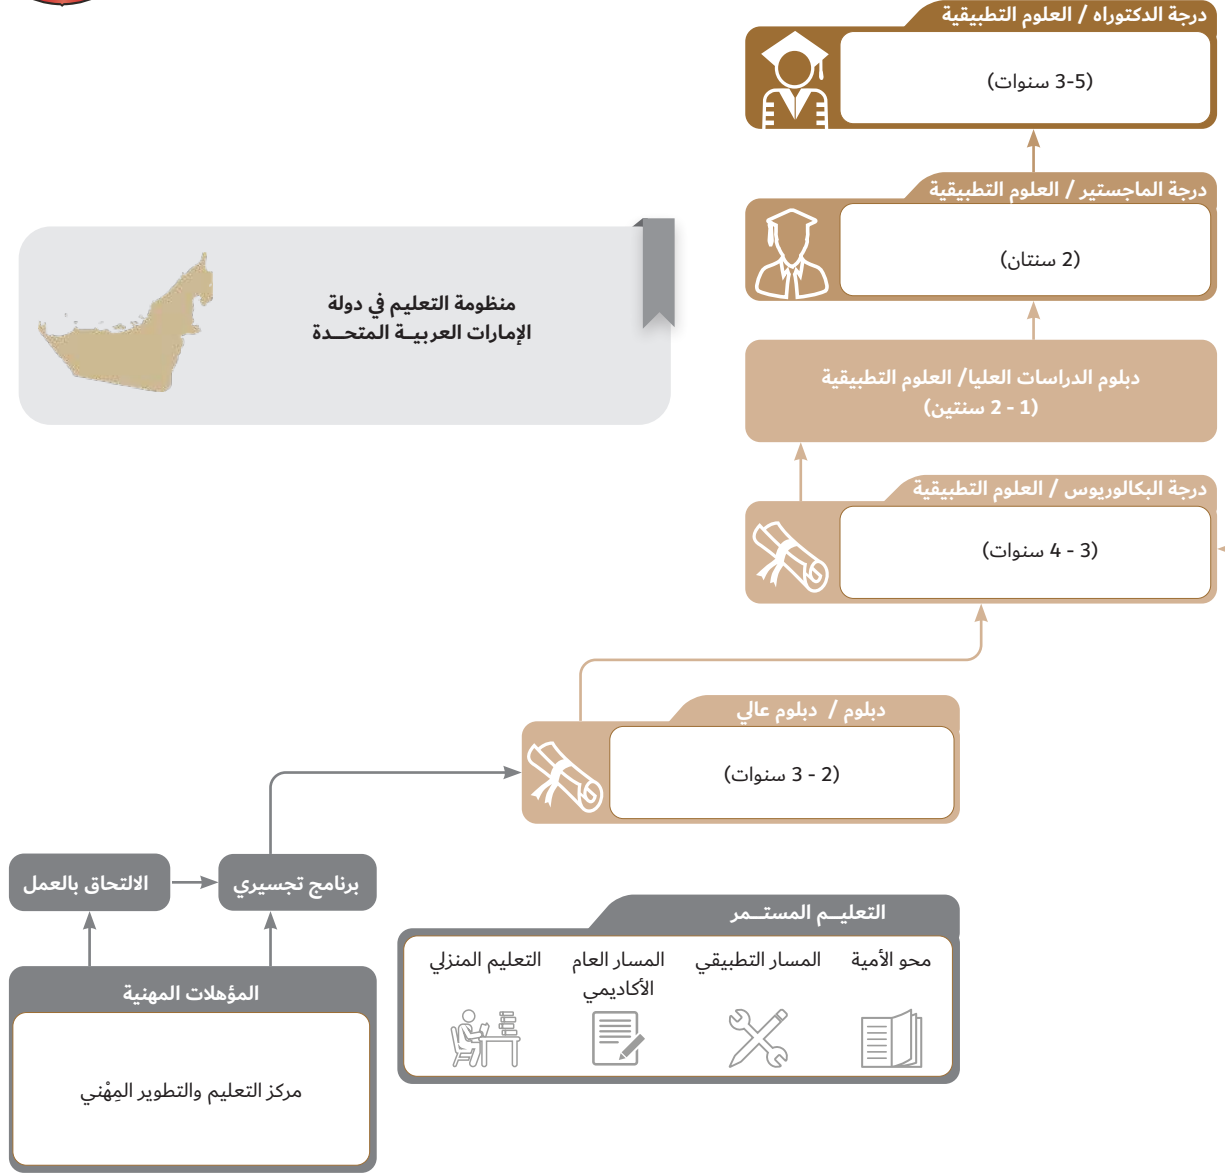 درجة الدكتوراه / العلوم التطبيقية
(3-5 سنوات)
درجة الماجستير / العلوم التطبيقية
(2 سنتان)
منظومة التعليم في دولة
الإمارات العربيــة المتحــدة
دبلوم الدراسات العليا/ العلوم التطبيقية
(1 - 2 سنتين)
درجة البكالوريوس / العلوم التطبيقية
(3 - 4 سنوات)
دبلوم / دبلوم عالي
(2 - 3 سنوات)
برنامج تجسيري
الالتحاق بالعمل
التعليــم المستــمر
محو الأمية
المسار التطبيقي
المسار العام
الأكاديمي
التعليم المنزلي
المؤهلات المهنية
مركز التعليم والتطوير المِهْني